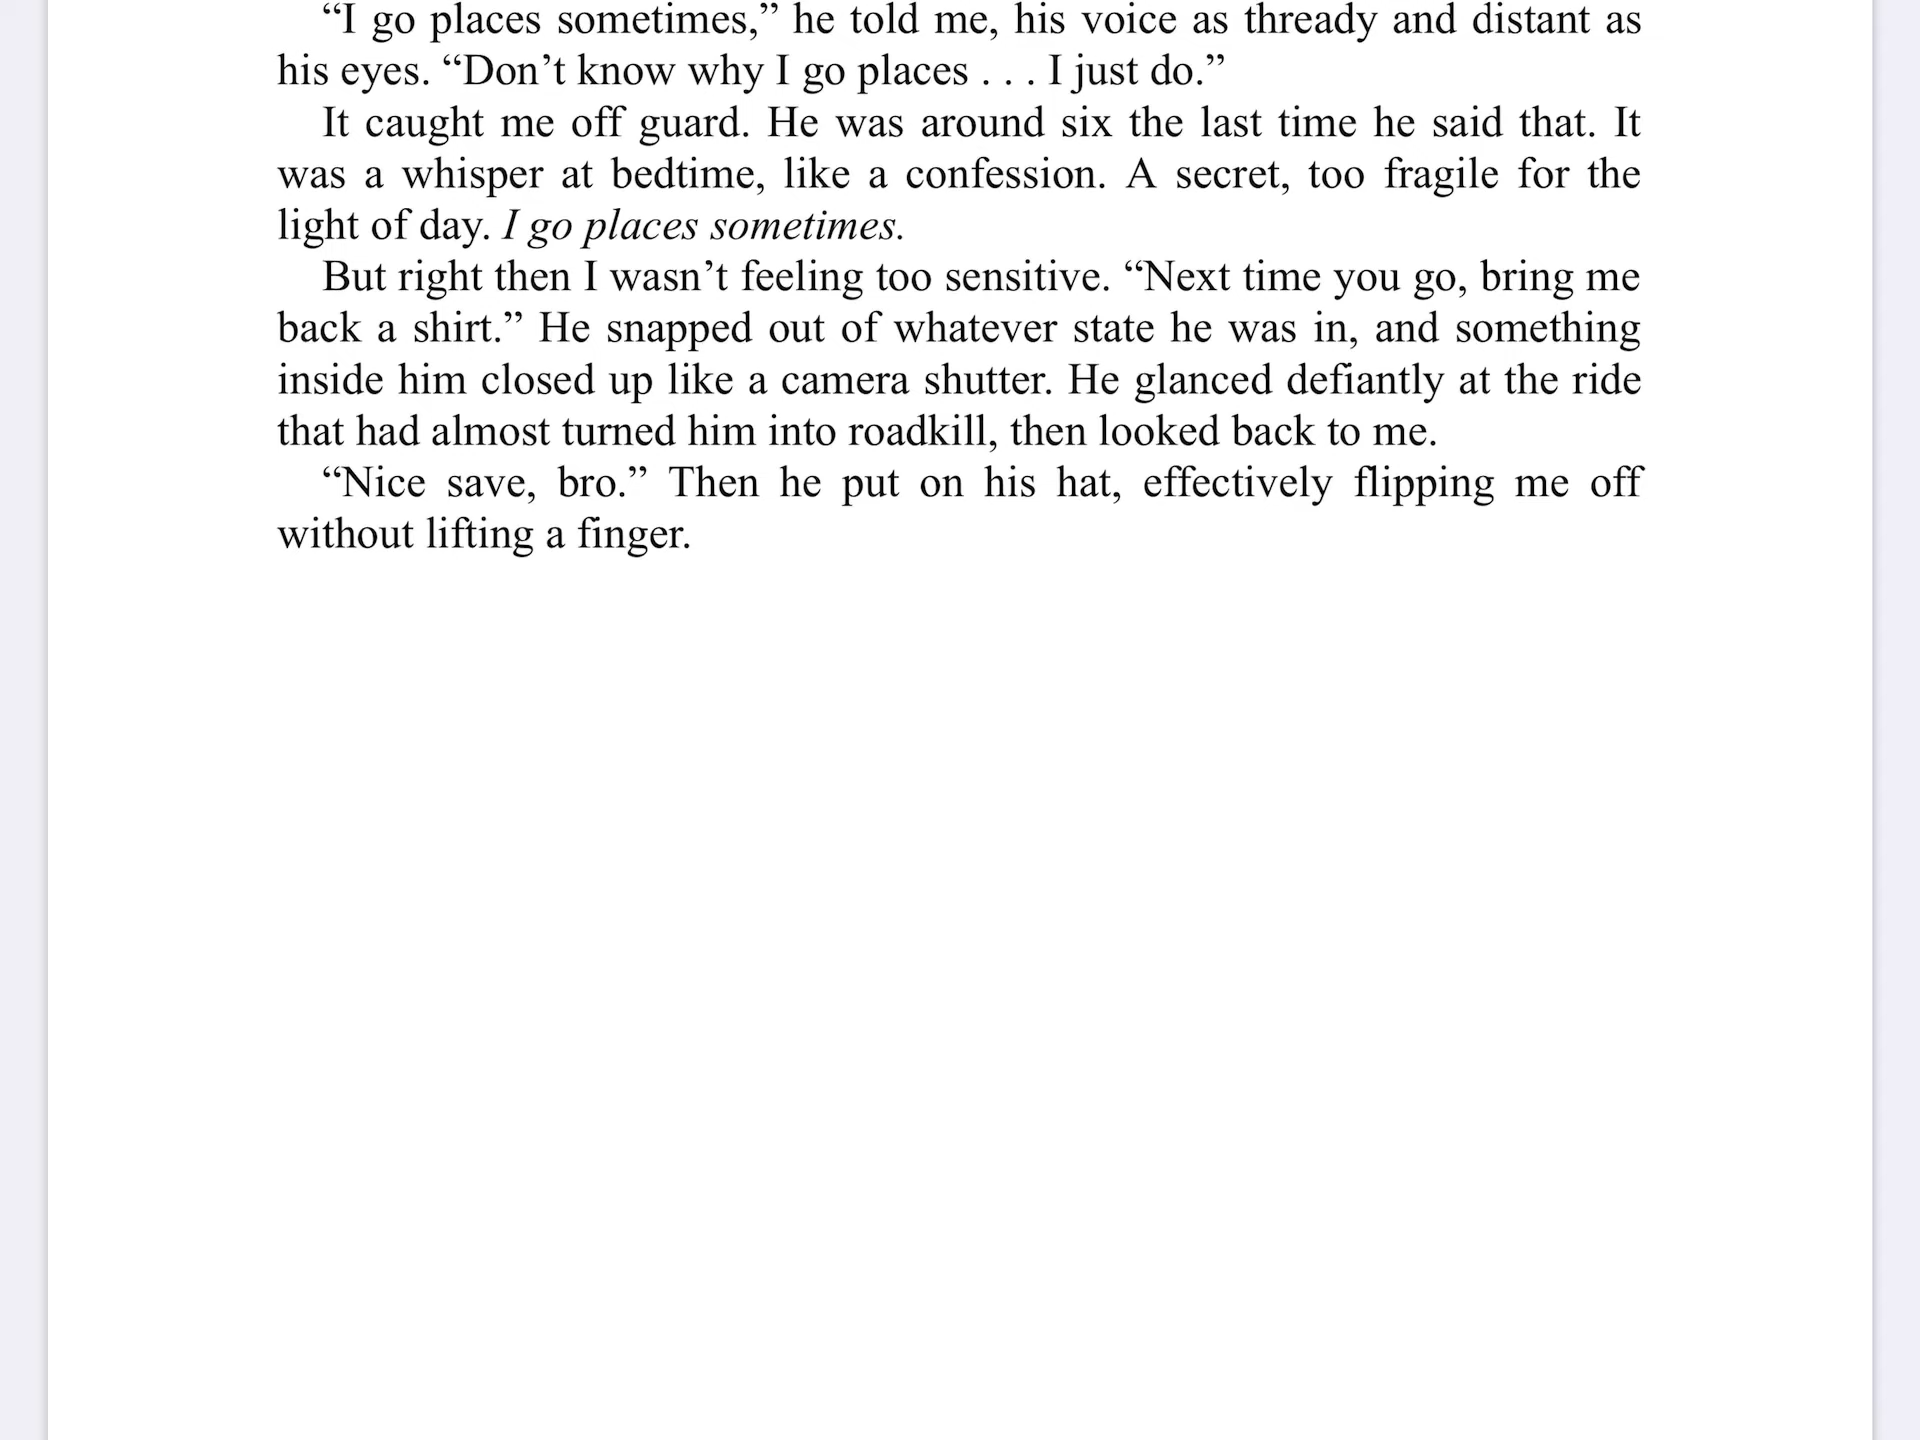 “I go places sometimes,” he told me, his voice as thready and distant as
his eyes. “Don’t know why I go places . . . I just do.”
It caught me off guard. He was around six the last time he said that. It
was a whisper at bedtime, like a confession. A secret, too fragile for the
light of day. I go places sometimes.
But right then I wasn’t feeling too sensitive. “Next time you go, bring me
back a shirt.” He snapped out of whatever state he was in, and something
inside him closed up like a camera shutter. He glanced defiantly at the ride
that had almost turned him into roadkill, then looked back to me.
“Nice save, bro.” Then he put on his hat, effectively flipping me off
without lifting a finger.